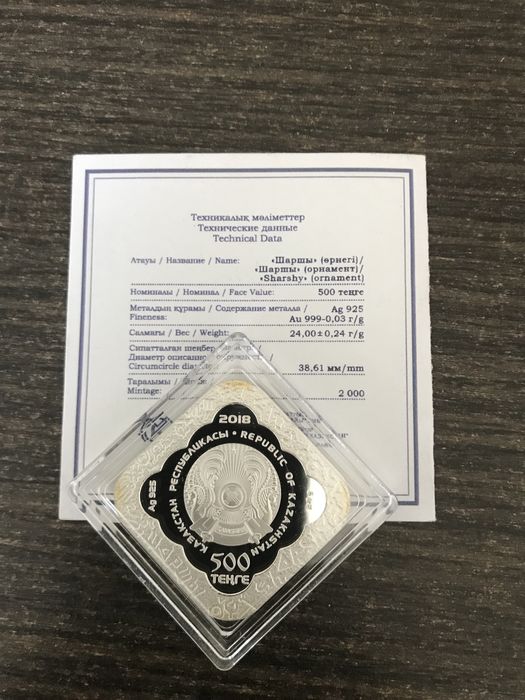 Техникалық мәліметтер
Технические данные
Technical Data
Атауы / Название / Name: «Шаршы» (өрнегі)/
«Шаршы» (орнамент)/
«Sharshy» (ornament)
Номиналы / Номинал / Face Value: 500 теңге
Металдың құрамы / Содержание металла / Ag 925
Fineness: Au 999-0,03 г/g
Салмағы / Вес / Weight: 24,00±0,24 г/g
Сипатталған шеңбер
Диаметр описанной /
Circumcircle 38,61 мм/mm
Таралымы /
Mintage: 2 000
2018
ҚАЗАҚСТАН РЕСПУБЛИКАСЫ • REPUBLIC OF KAZAKHSTAN
Ag 925
500
ТЕҢГЕ